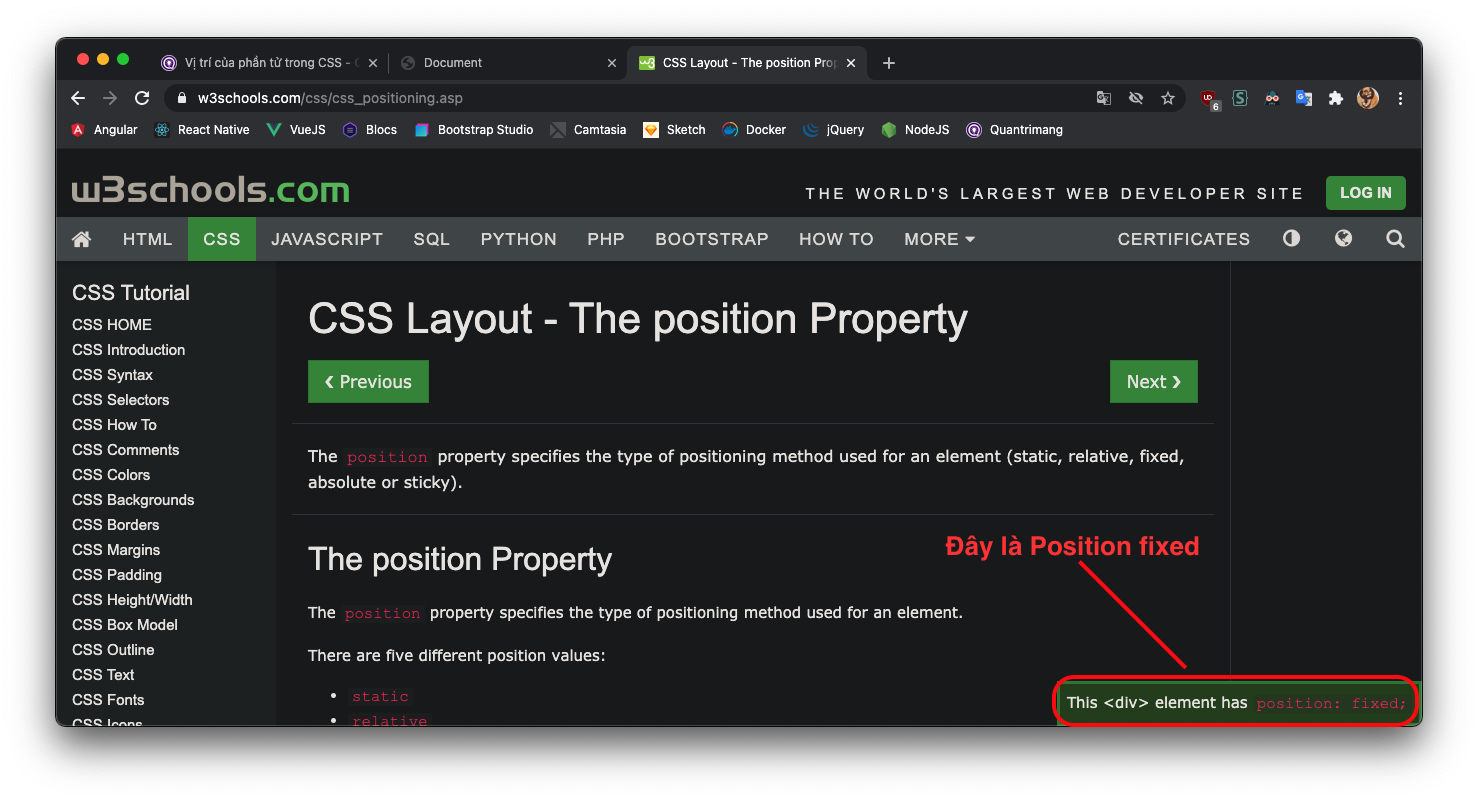 Vị trí của phần tử trong CSS -
Document
CSS Layout - The position Prop
w3schools.com/css/css_positioning.asp
6
Angular
React Native
VueJS
Blocs
Bootstrap Studio
Camtasia
Sketch
Docker
jQuery
NodeJS
Quantrimang
w3schools.com
THE WORLD'S LARGEST WEB DEVELOPER SITE
LOG IN
HTML
CSS
JAVASCRIPT
SQL
PYTHON
PHP
BOOTSTRAP
HOW TO
MORE
CERTIFICATES
CSS Tutorial
CSS HOME
CSS Introduction
CSS Syntax
CSS Selectors
CSS How To
CSS Comments
CSS Colors
CSS Backgrounds
CSS Borders
CSS Margins
CSS Padding
CSS Height/Width
CSS Box Model
CSS Outline
CSS Text
CSS Fonts
CSS Icons
CSS Layout - The position Property
❮ Previous
Next ❯
The position property specifies the type of positioning method used for an element (static, relative, fixed,
absolute or sticky).
Đây là Position fixed
The position Property
The position property specifies the type of positioning method used for an element.
There are five different position values:
• static
• relative
This <div> element has position: fixed;